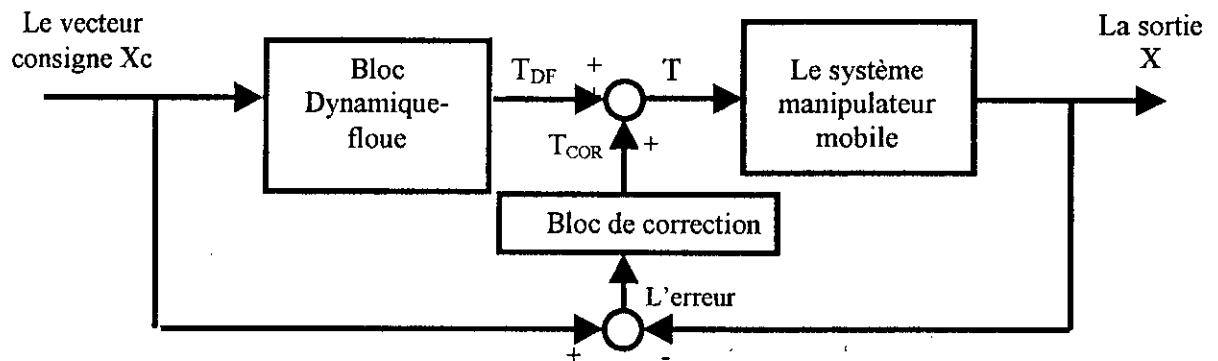 Le vecteur
consigne Xc
Bloc
Dynamique-
floue
T_DF
+
+
T
Le système
manipulateur
mobile
La sortie
X
T_COR
+
Bloc de correction
L'erreur
+
-